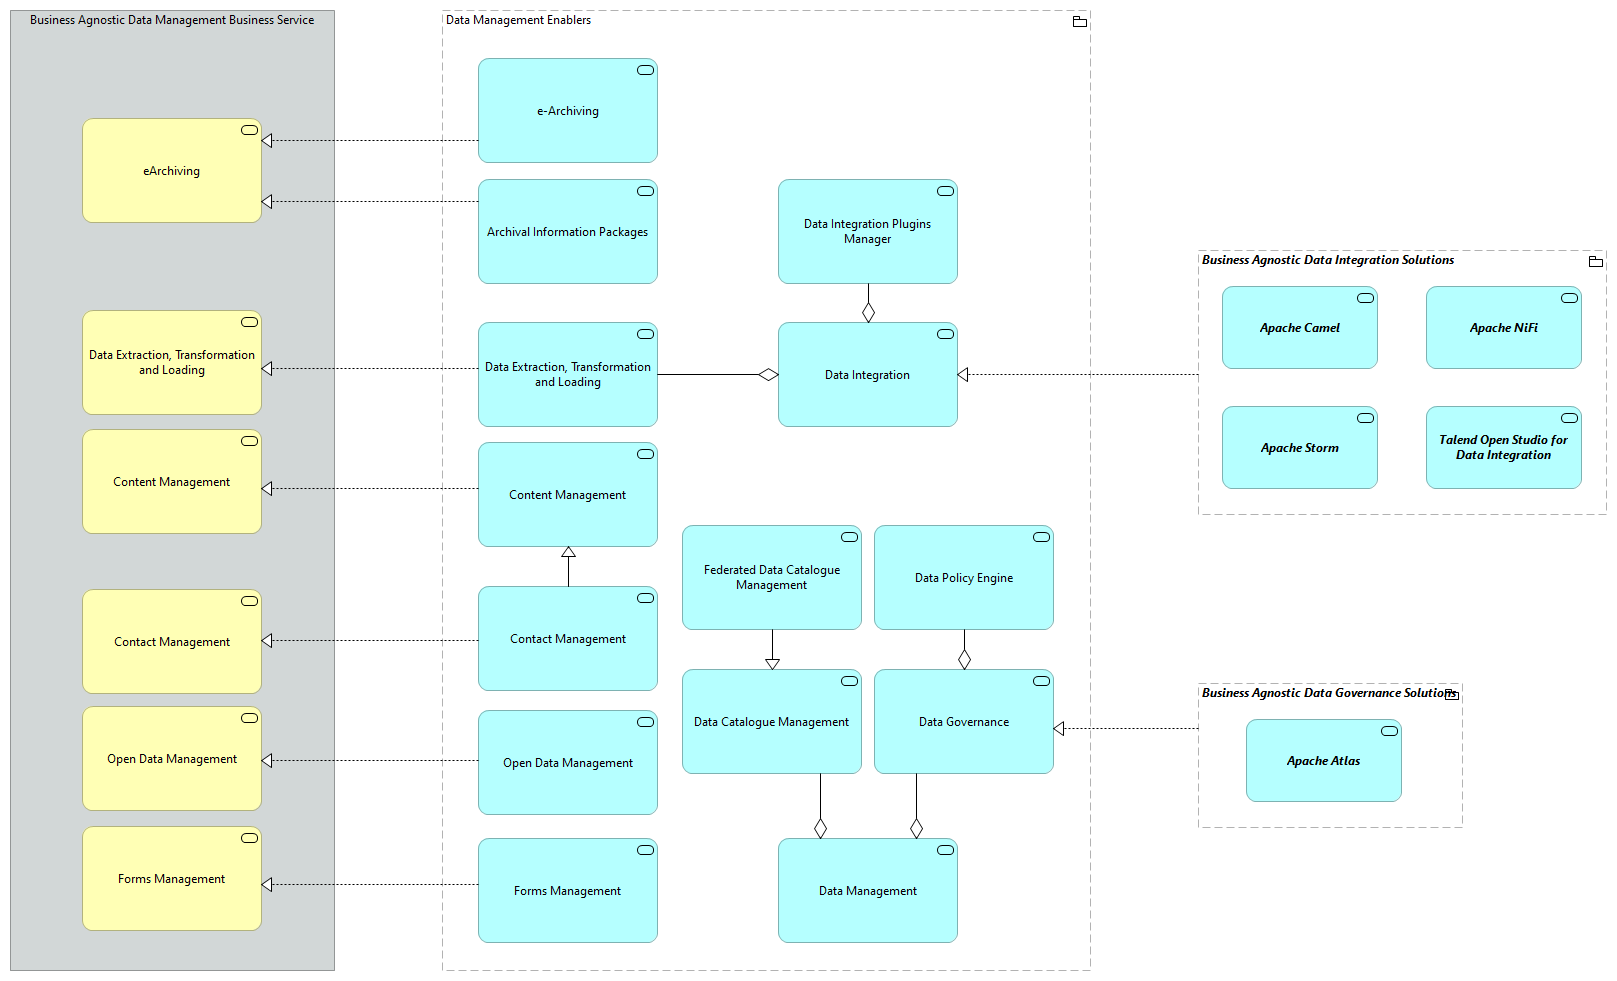 Business Agnostic Data Management Business Service
eArchiving
Data Extraction, Transformation
and Loading
Content Management
Contact Management
Open Data Management
Forms Management
Data Management Enablers
e-Archiving
Archival Information Packages
Data Integration Plugins
Manager
Data Extraction, Transformation
and Loading
Data Integration
Content Management
Federated Data Catalogue
Management
Data Policy Engine
Contact Management
Data Catalogue Management
Data Governance
Open Data Management
Forms Management
Data Management
Business Agnostic Data Integration Solutions
Apache Camel
Apache NiFi
Apache Storm
Talend Open Studio for
Data Integration
Business Agnostic Data Governance Solutions
Apache Atlas